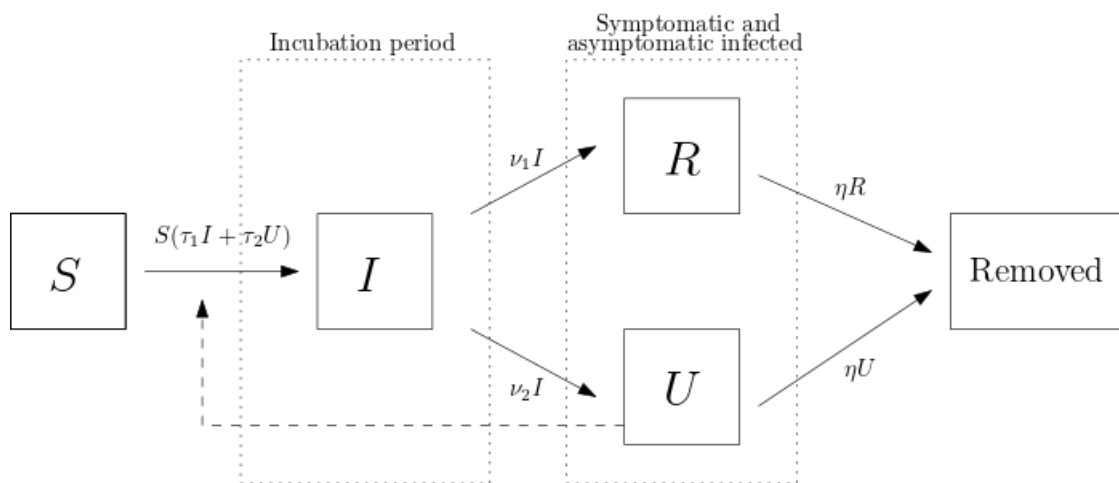 Incubation period
Symptomatic and
asymptomatic infected
S
S(τ₁I + τ₂U)
I
ν₁I
ν₂I
R
U
ηR
ηU
Removed